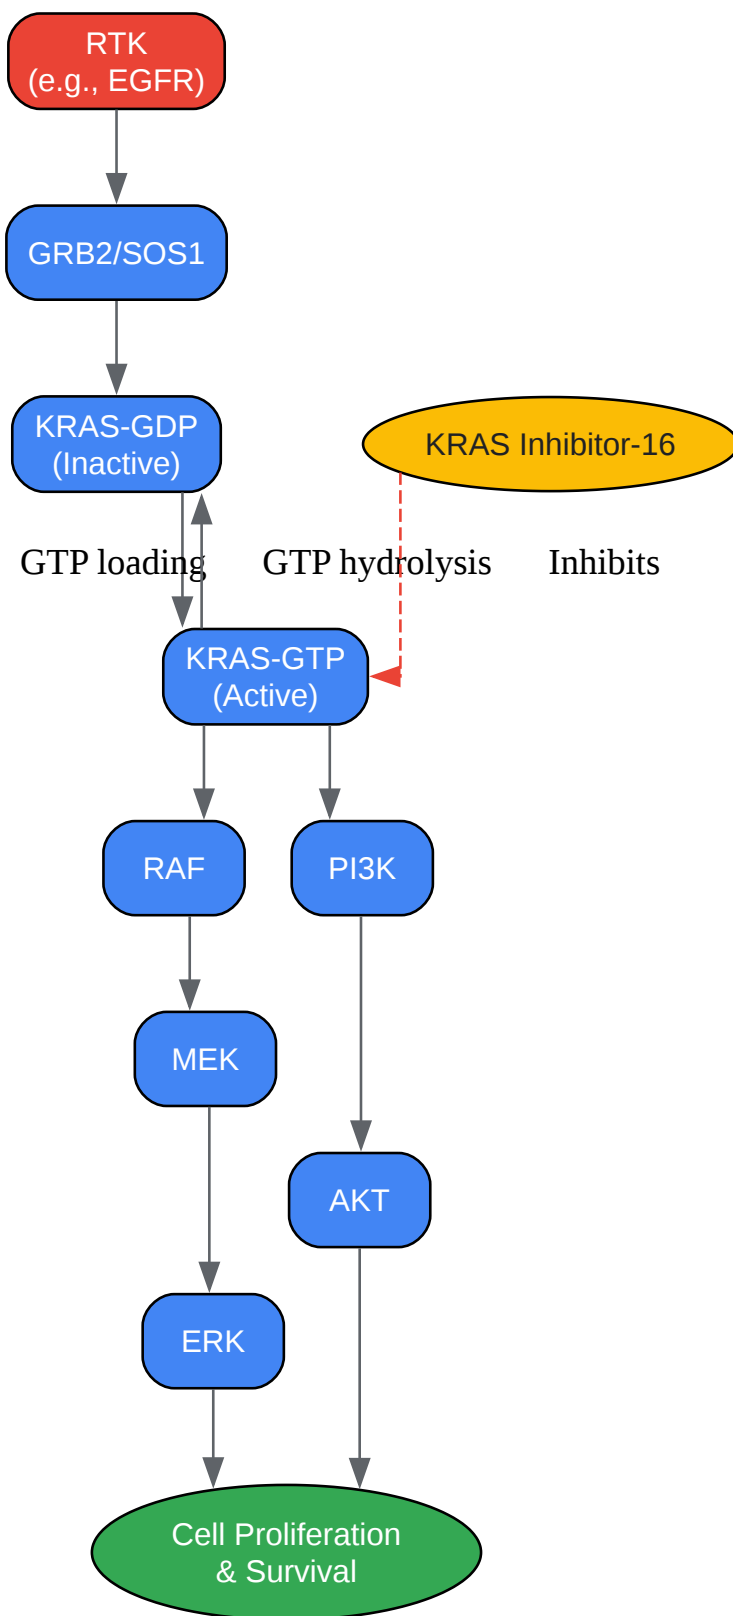 RTK
(e.g., EGFR)
GRB2/SOS1
KRAS-GDP
(Inactive)
KRAS Inhibitor-16
GTP loading
GTP hydrolysis
Inhibits
KRAS-GTP
(Active)
RAF
PI3K
MEK
AKT
ERK
Cell Proliferation
& Survival